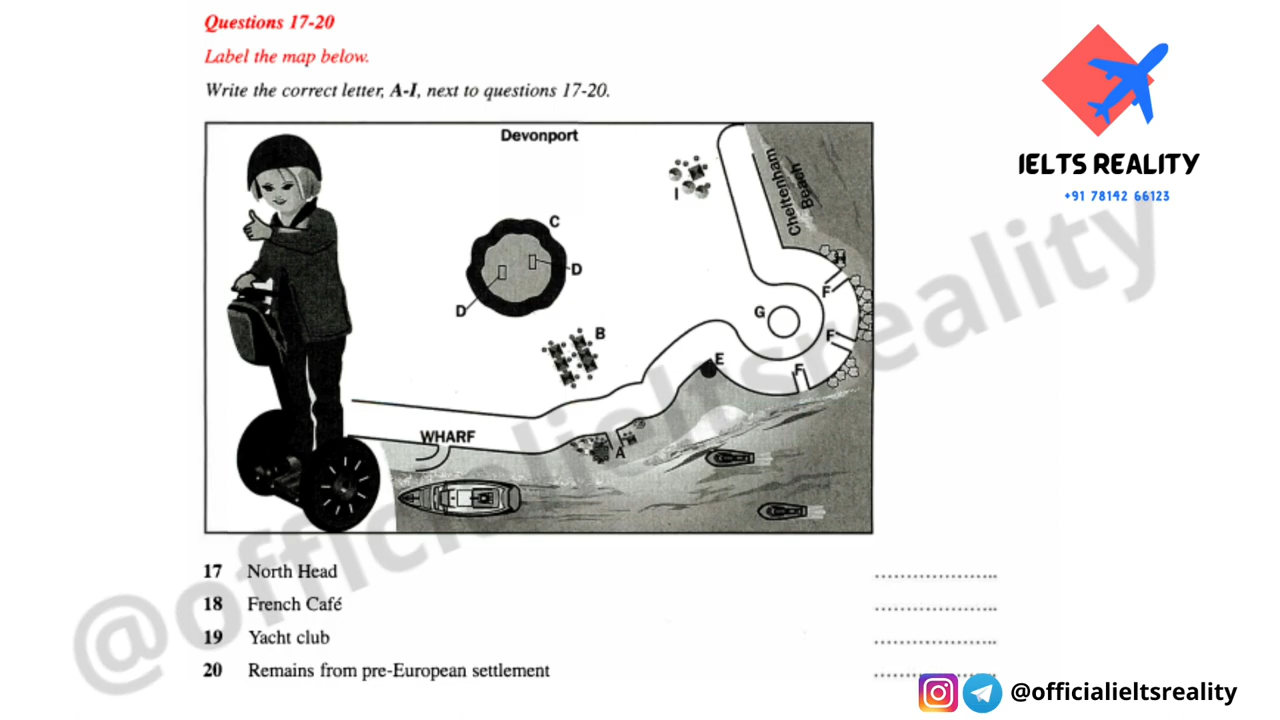 Questions 17-20
Label the map below.
Write the correct letter, A-I, next to questions 17-20.
IELTS REALITY
+91 78142 66123
Devonport
Cheltenham
Beach
I
C
D
D
H
F
G
F
B
E
F
WHARF
A
17 North Head ......................
18 French Café ......................
19 Yacht club ......................
20 Remains from pre-European settlement ......................
@officialieltsreality
@officialieltsreality